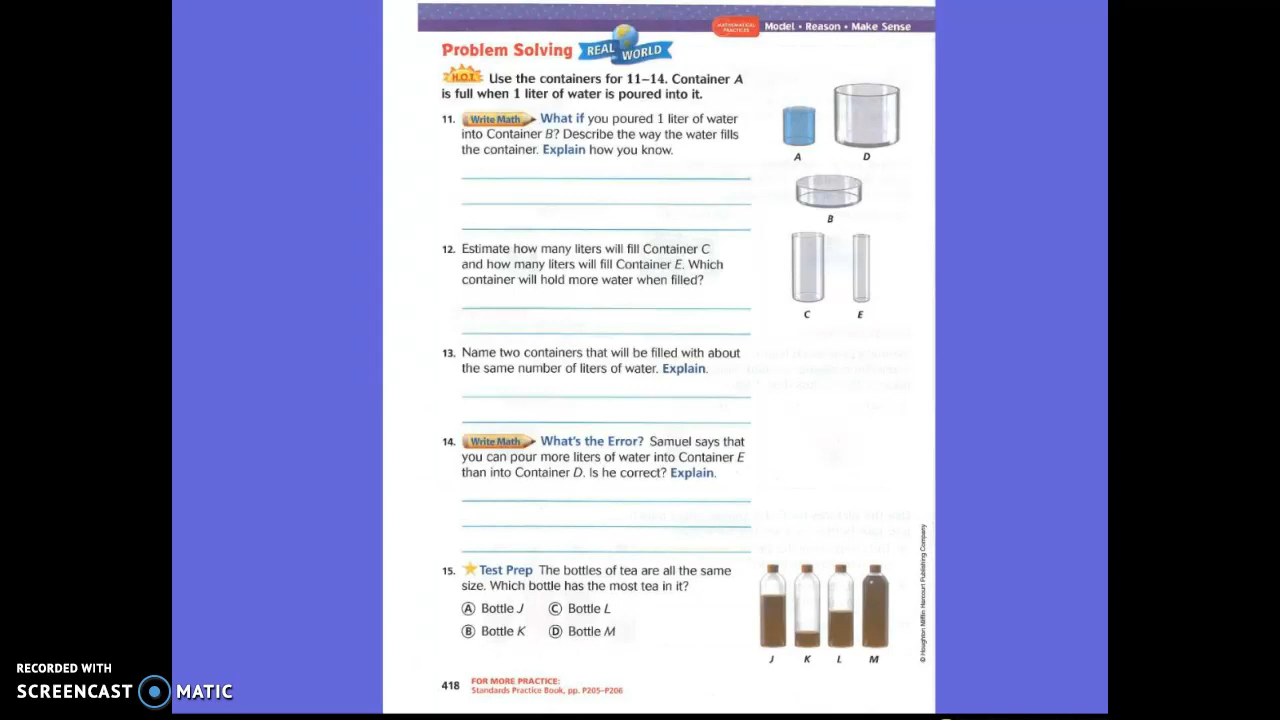 MATHEMATICAL PRACTICES
Model • Reason • Make Sense
Problem Solving REAL WORLD
H.O.T. Use the containers for 11–14. Container A
is full when 1 liter of water is poured into it.
11. Write Math What if you poured 1 liter of water
into Container B? Describe the way the water fills
the container. Explain how you know.
A
D
B
12. Estimate how many liters will fill Container C
and how many liters will fill Container E. Which
container will hold more water when filled?
C
E
13. Name two containers that will be filled with about
the same number of liters of water. Explain.
14. Write Math What's the Error? Samuel says that
you can pour more liters of water into Container E
than into Container D. Is he correct? Explain.
15. Test Prep The bottles of tea are all the same
size. Which bottle has the most tea in it?
A Bottle J C Bottle L
B Bottle K D Bottle M
J K L M
© Houghton Mifflin Harcourt Publishing Company
418 FOR MORE PRACTICE:
Standards Practice Book, pp. P205–P206
RECORDED WITH
SCREENCAST MATIC